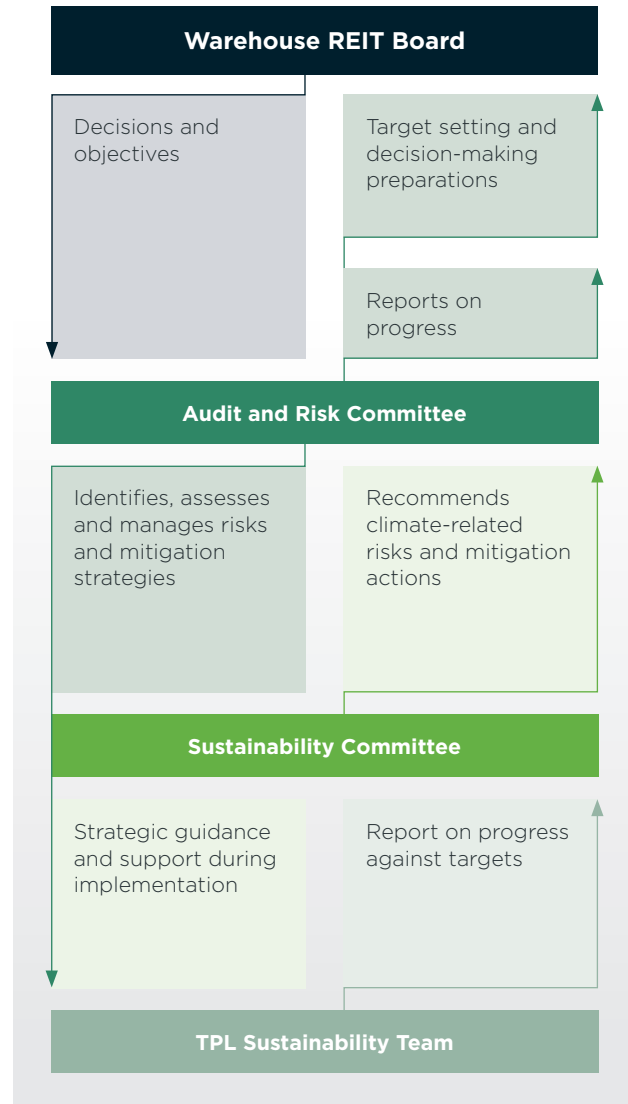 Warehouse REIT Board
Decisions and
objectives
Target setting and
decision-making
preparations
Reports on
progress
Audit and Risk Committee
Identifies, assesses
and manages risks
and mitigation
strategies
Recommends
climate-related
risks and mitigation
actions
Sustainability Committee
Strategic guidance
and support during
implementation
Report on progress
against targets
TPL Sustainability Team